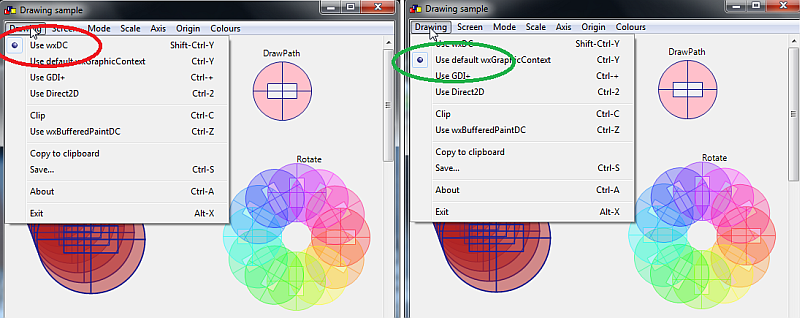 Drawing sample
Drawing Screen Mode Scale Axis Origin Colours
Use wxDC Shift-Ctrl-Y
Use default wxGraphicContext Ctrl-Y
Use GDI+ Ctrl-+
Use Direct2D Ctrl-2
Clip Ctrl-C
Use wxBufferedPaintDC Ctrl-Z
Copy to clipboard
Save... Ctrl-S
About Ctrl-A
Exit Alt-X
DrawPath
Rotate
Drawing sample
Drawing Screen Mode Scale Axis Origin Colours
Use wxDC Shift-Ctrl-Y
Use default wxGraphicContext Ctrl-Y
Use GDI+ Ctrl-+
Use Direct2D Ctrl-2
Clip Ctrl-C
Use wxBufferedPaintDC Ctrl-Z
Copy to clipboard
Save... Ctrl-S
About Ctrl-A
Exit Alt-X
DrawPath
Rotate